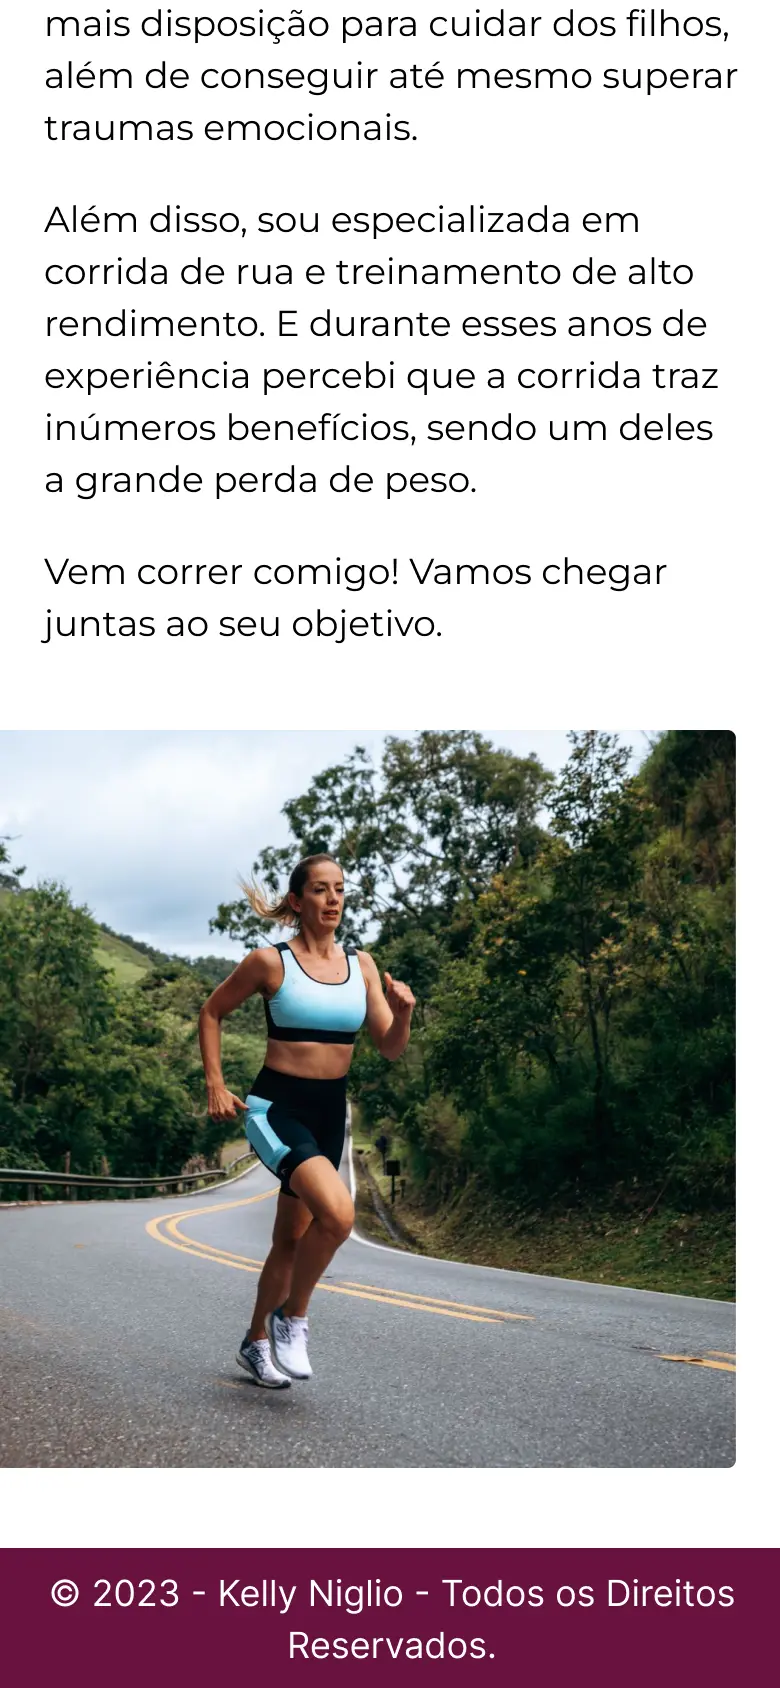 mais disposição para cuidar dos filhos,
além de conseguir até mesmo superar
traumas emocionais.
Além disso, sou especializada em
corrida de rua e treinamento de alto
rendimento. E durante esses anos de
experiência percebi que a corrida traz
inúmeros benefícios, sendo um deles
a grande perda de peso.
Vem correr comigo! Vamos chegar
juntas ao seu objetivo.
© 2023 - Kelly Niglio - Todos os Direitos
Reservados.